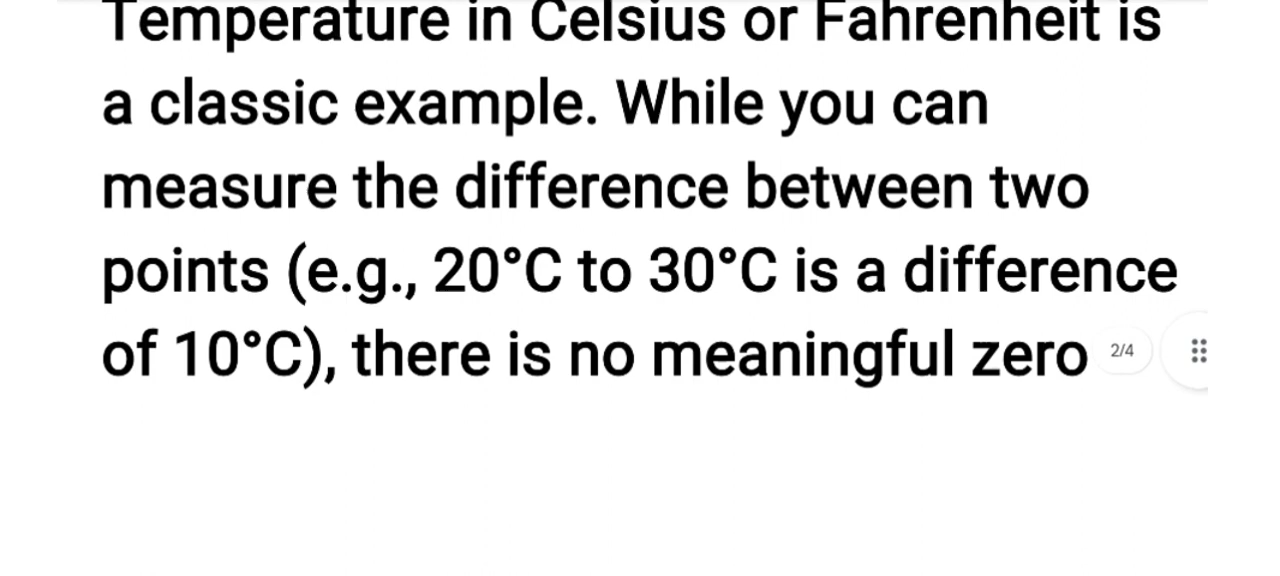 Temperature in Celsius or Fahrenheit is
a classic example. While you can
measure the difference between two
points (e.g., 20°C to 30°C is a difference
of 10°C), there is no meaningful zero
2/4